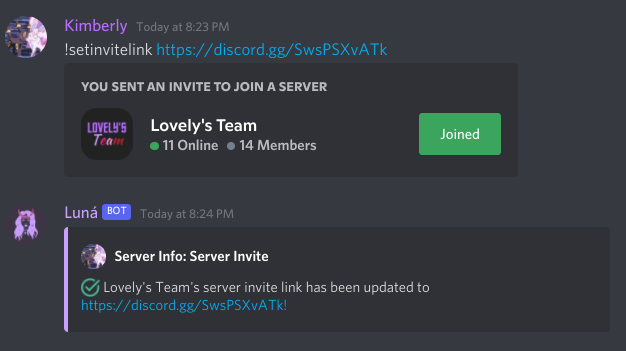 Kimberly Today at 8:23 PM
!setinvitelink https://discord.gg/SwsPSXvATk
YOU SENT AN INVITE TO JOIN A SERVER
LOVELY'S
Team
Lovely's Team
11 Online 14 Members
Joined
Luná BOT Today at 8:24 PM
Server Info: Server Invite
Lovely's Team's server invite link has been updated to
https://discord.gg/SwsPSXvATk!